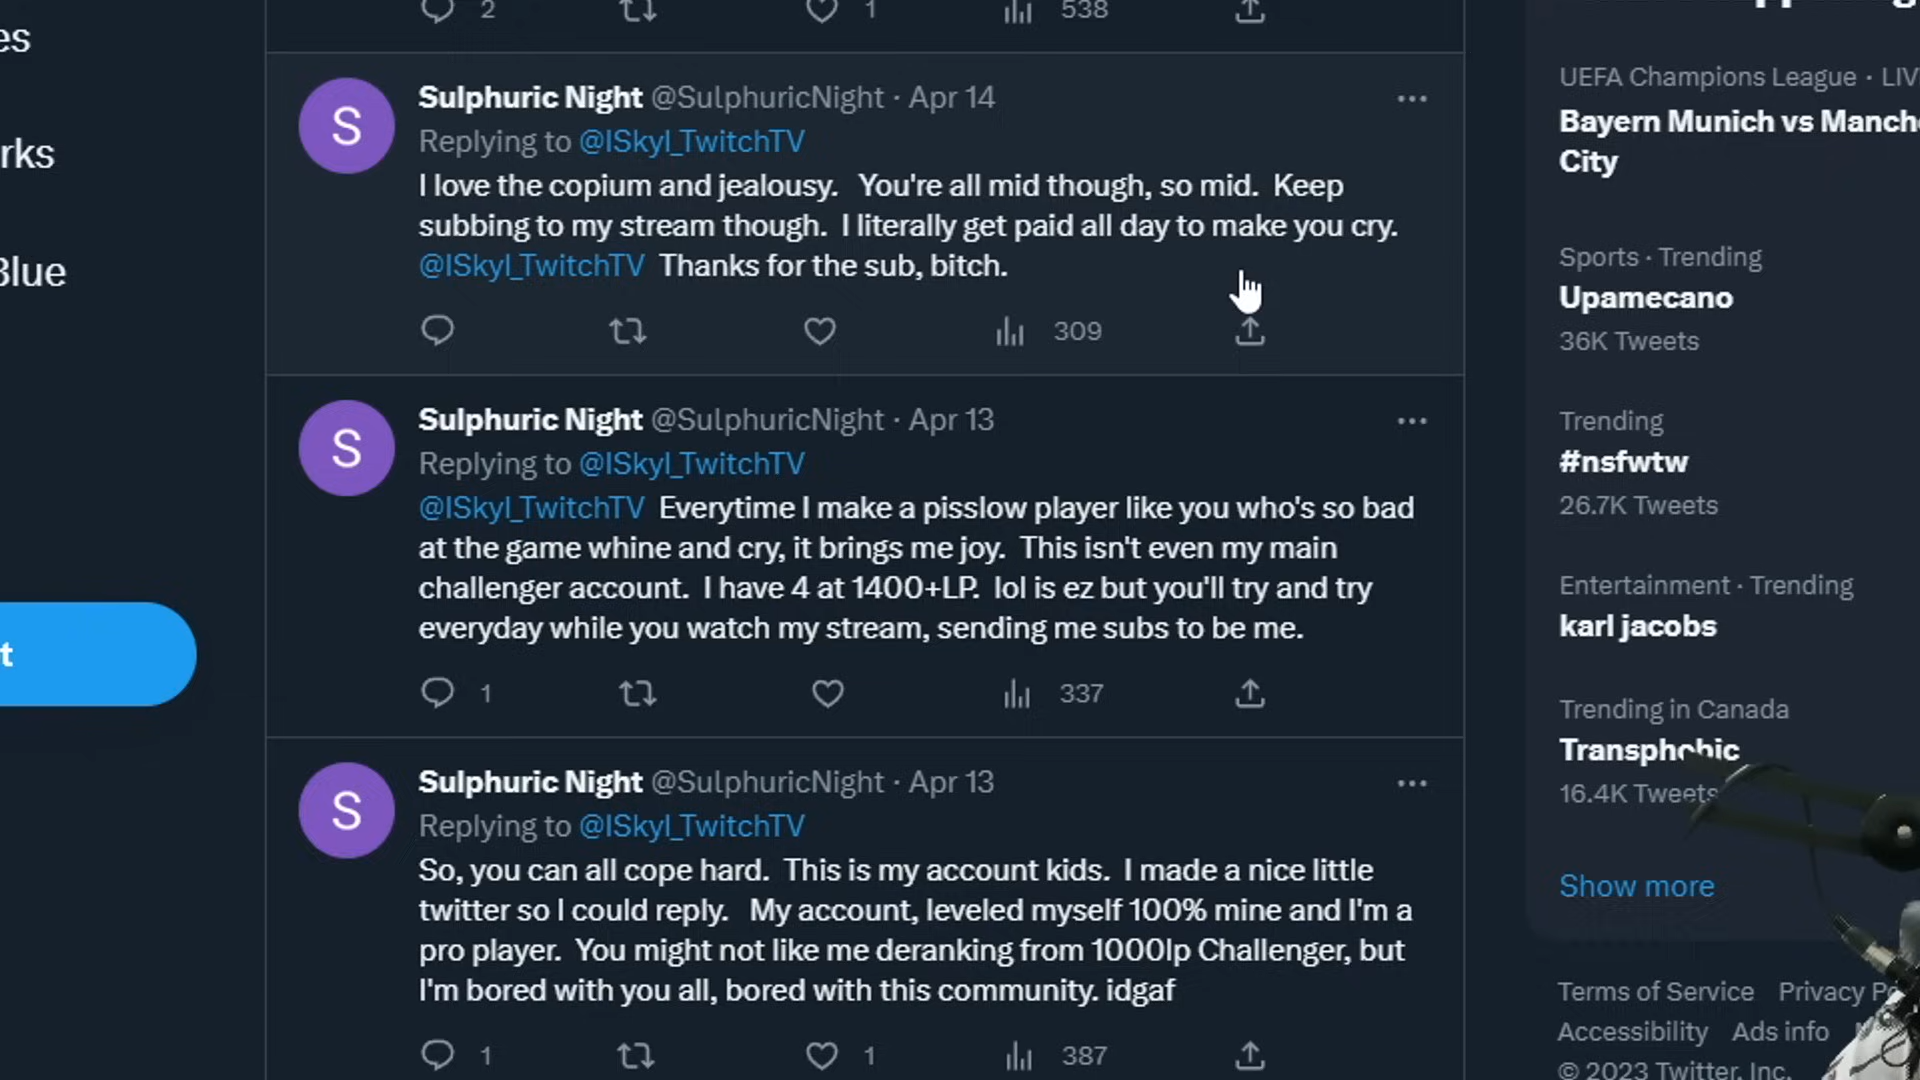 es
rks
Blue
t
2
1
538
Sulphuric Night @SulphuricNight · Apr 14
Replying to @ISkyl_TwitchTV
I love the copium and jealousy. You're all mid though, so mid. Keep
subbing to my stream though. I literally get paid all day to make you cry.
@ISkyl_TwitchTV Thanks for the sub, bitch.
309
S
Sulphuric Night @SulphuricNight · Apr 13
Replying to @ISkyl_TwitchTV
@ISkyl_TwitchTV Everytime I make a pisslow player like you who's so bad
at the game whine and cry, it brings me joy. This isn't even my main
challenger account. I have 4 at 1400+LP. lol is ez but you'll try and try
everyday while you watch my stream, sending me subs to be me.
1
337
S
Sulphuric Night @SulphuricNight · Apr 13
Replying to @ISkyl_TwitchTV
So, you can all cope hard. This is my account kids. I made a nice little
twitter so I could reply. My account, leveled myself 100% mine and I'm a
pro player. You might not like me deranking from 1000lp Challenger, but
I'm bored with you all, bored with this community. idgaf
1
1
387
S
UEFA Champions League · LIV
Bayern Munich vs Manche
City
Sports · Trending
Upamecano
36K Tweets
Trending
#nsfwtw
26.7K Tweets
Entertainment · Trending
karl jacobs
Trending in Canada
Transphobic
16.4K Tweets
Show more
Terms of Service Privacy Po
Accessibility Ads info
© 2023 Twitter, Inc.